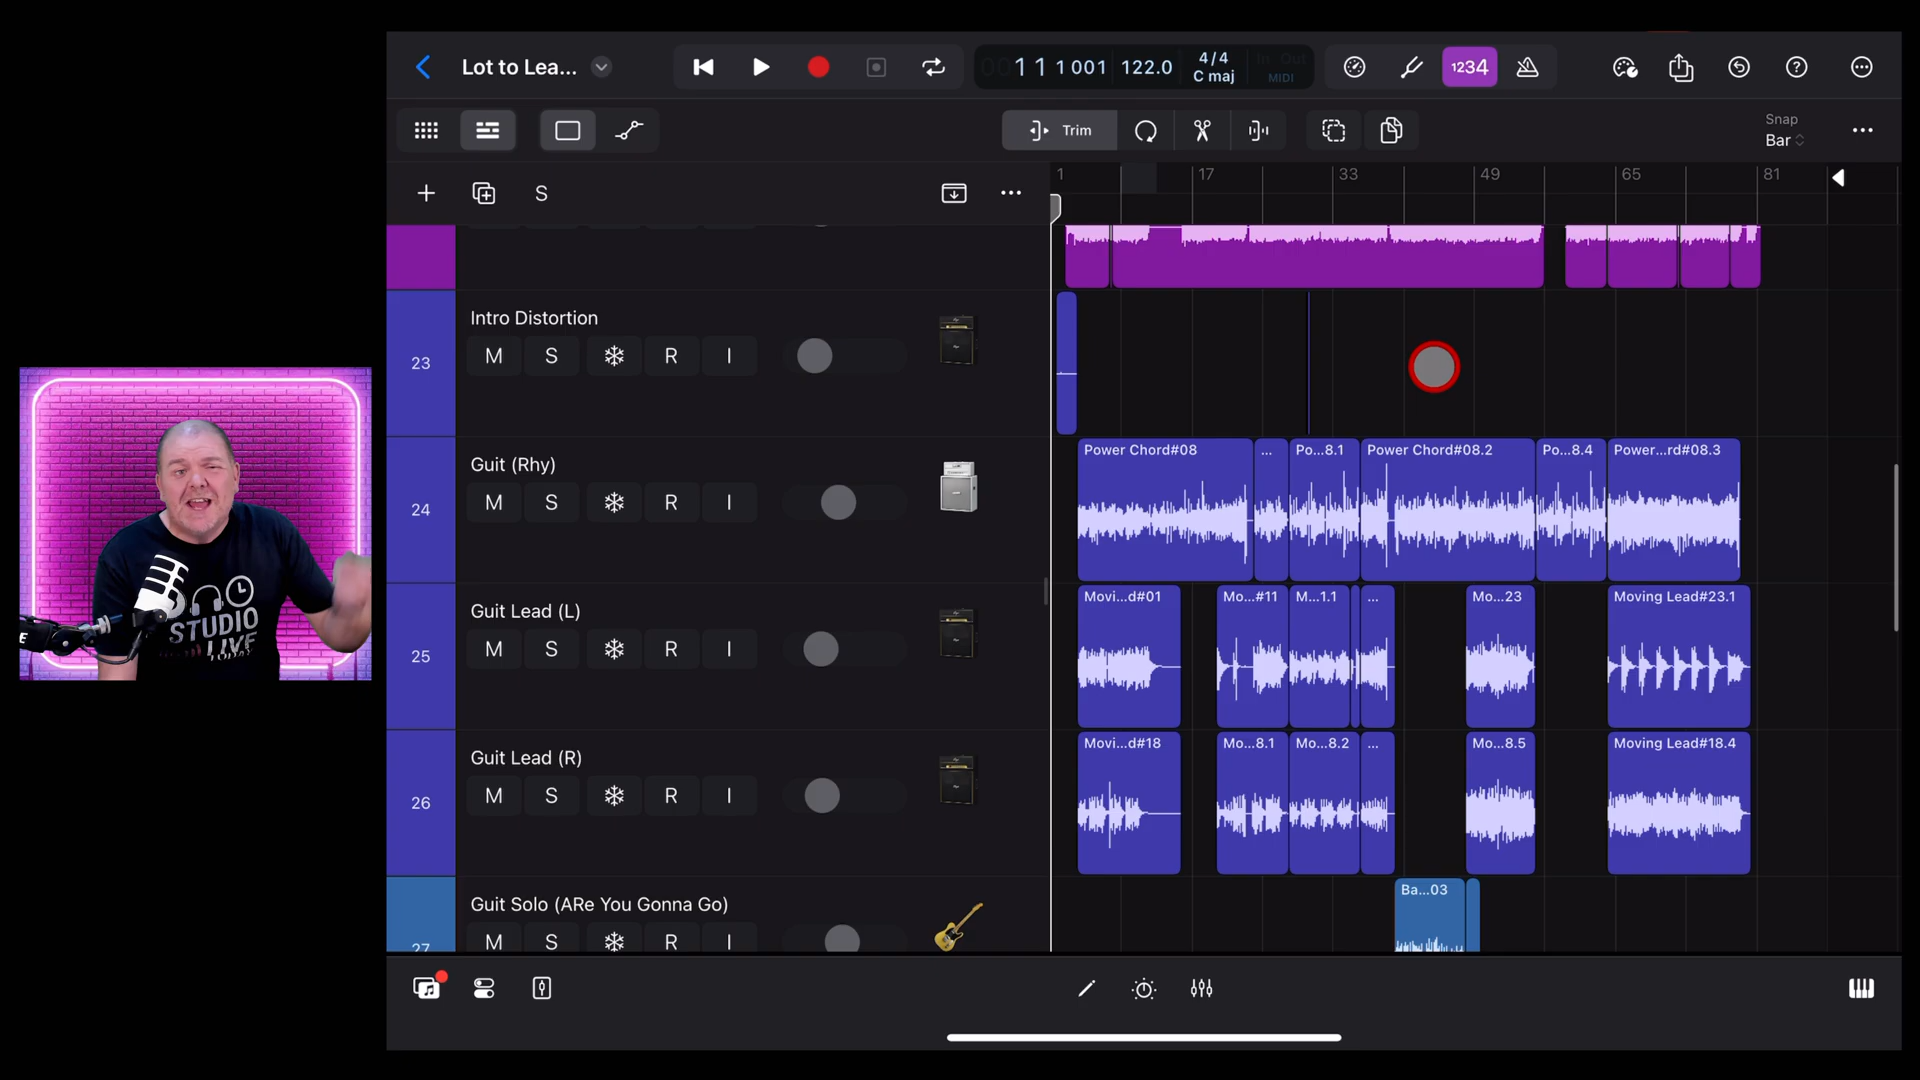 Lot to Lea...
11 1 001
122.0
4/4
C maj
In Out
MIDI
1234
Trim
Snap
Bar
S
1
17
33
49
65
81
23
Intro Distortion
M S R I
24
Guit (Rhy)
M S R I
Power Chord#08
...
Po...8.1
Power Chord#08.2
Po...8.4
Power...rd#08.3
25
Guit Lead (L)
M S R I
Movi...d#01
Mo...#11
M...1.1
...
Mo...23
Moving Lead#23.1
26
Guit Lead (R)
M S R I
Movi...d#18
Mo...8.1
Mo...8.2
...
Mo...8.5
Moving Lead#18.4
27
Guit Solo (ARe You Gonna Go)
M S R I
Ba...03
STUDIO
LIVE